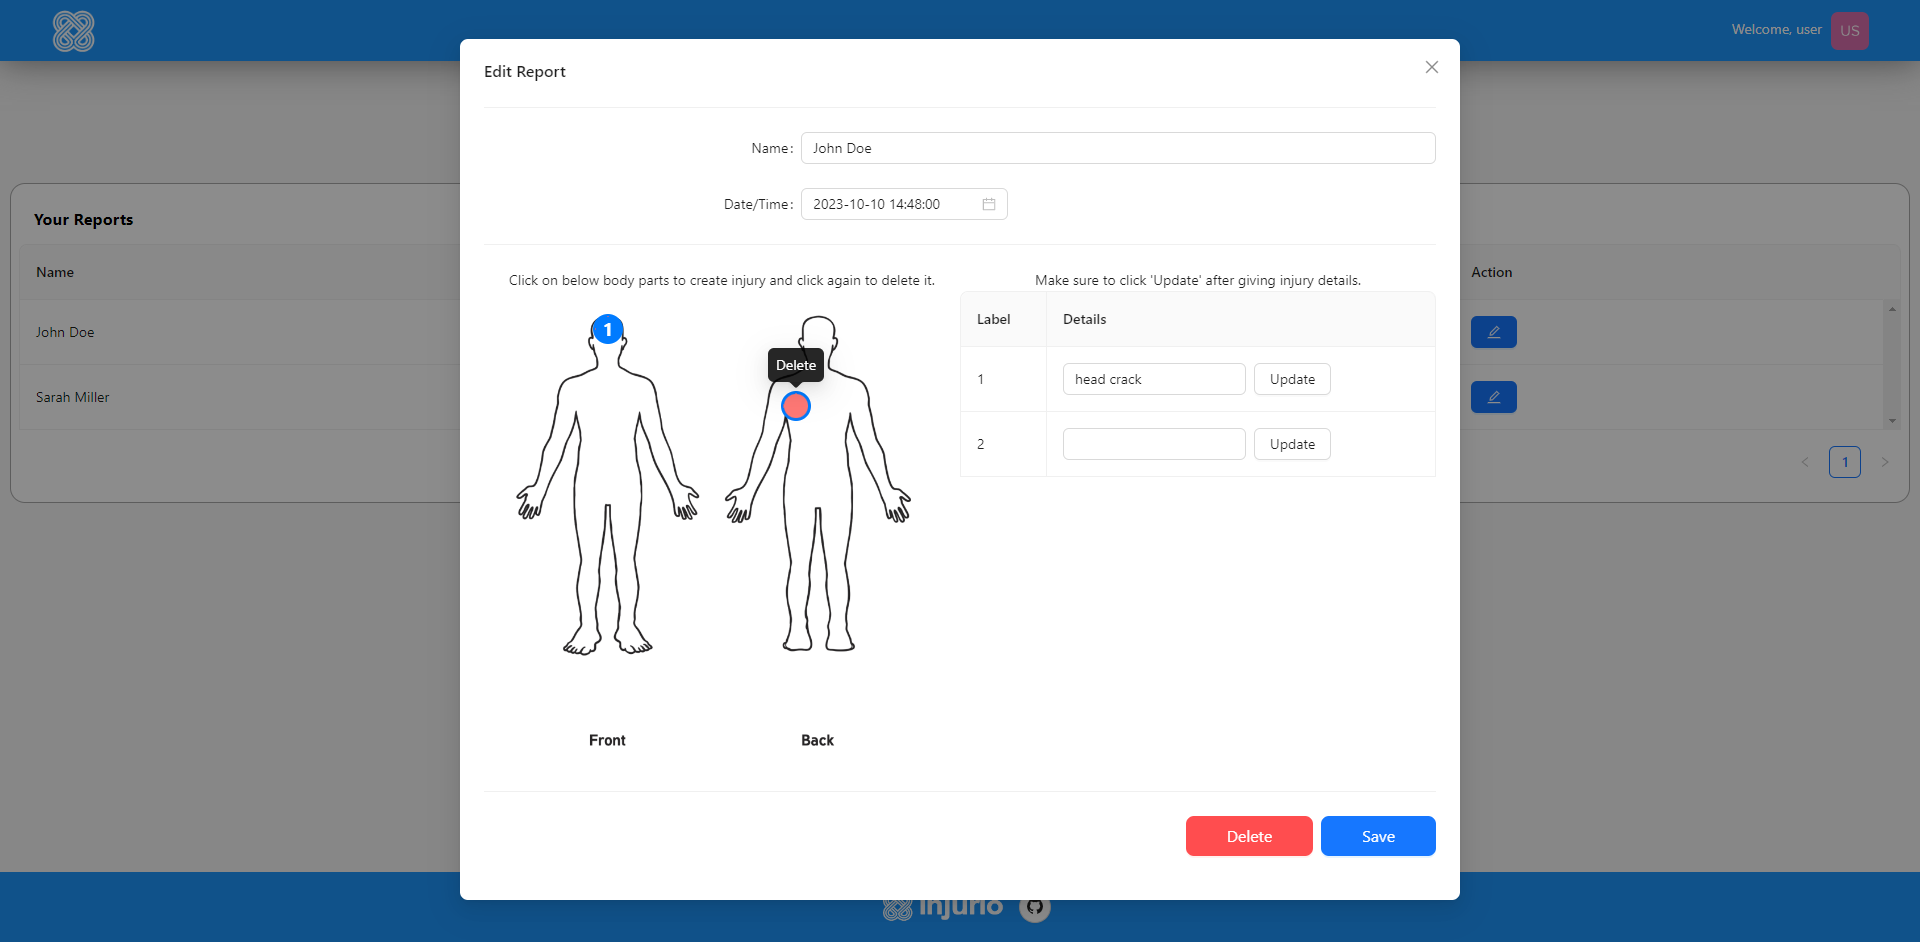 Welcome, user US
Edit Report
Name: John Doe
Date/Time: 2023-10-10 14:48:00
Your Reports
Name Action
John Doe
Sarah Miller
1
Click on below body parts to create injury and click again to delete it.
1
Delete
Front Back
Make sure to click 'Update' after giving injury details.
Label Details
1 head crack Update
2 Update
Delete Save
Injurio